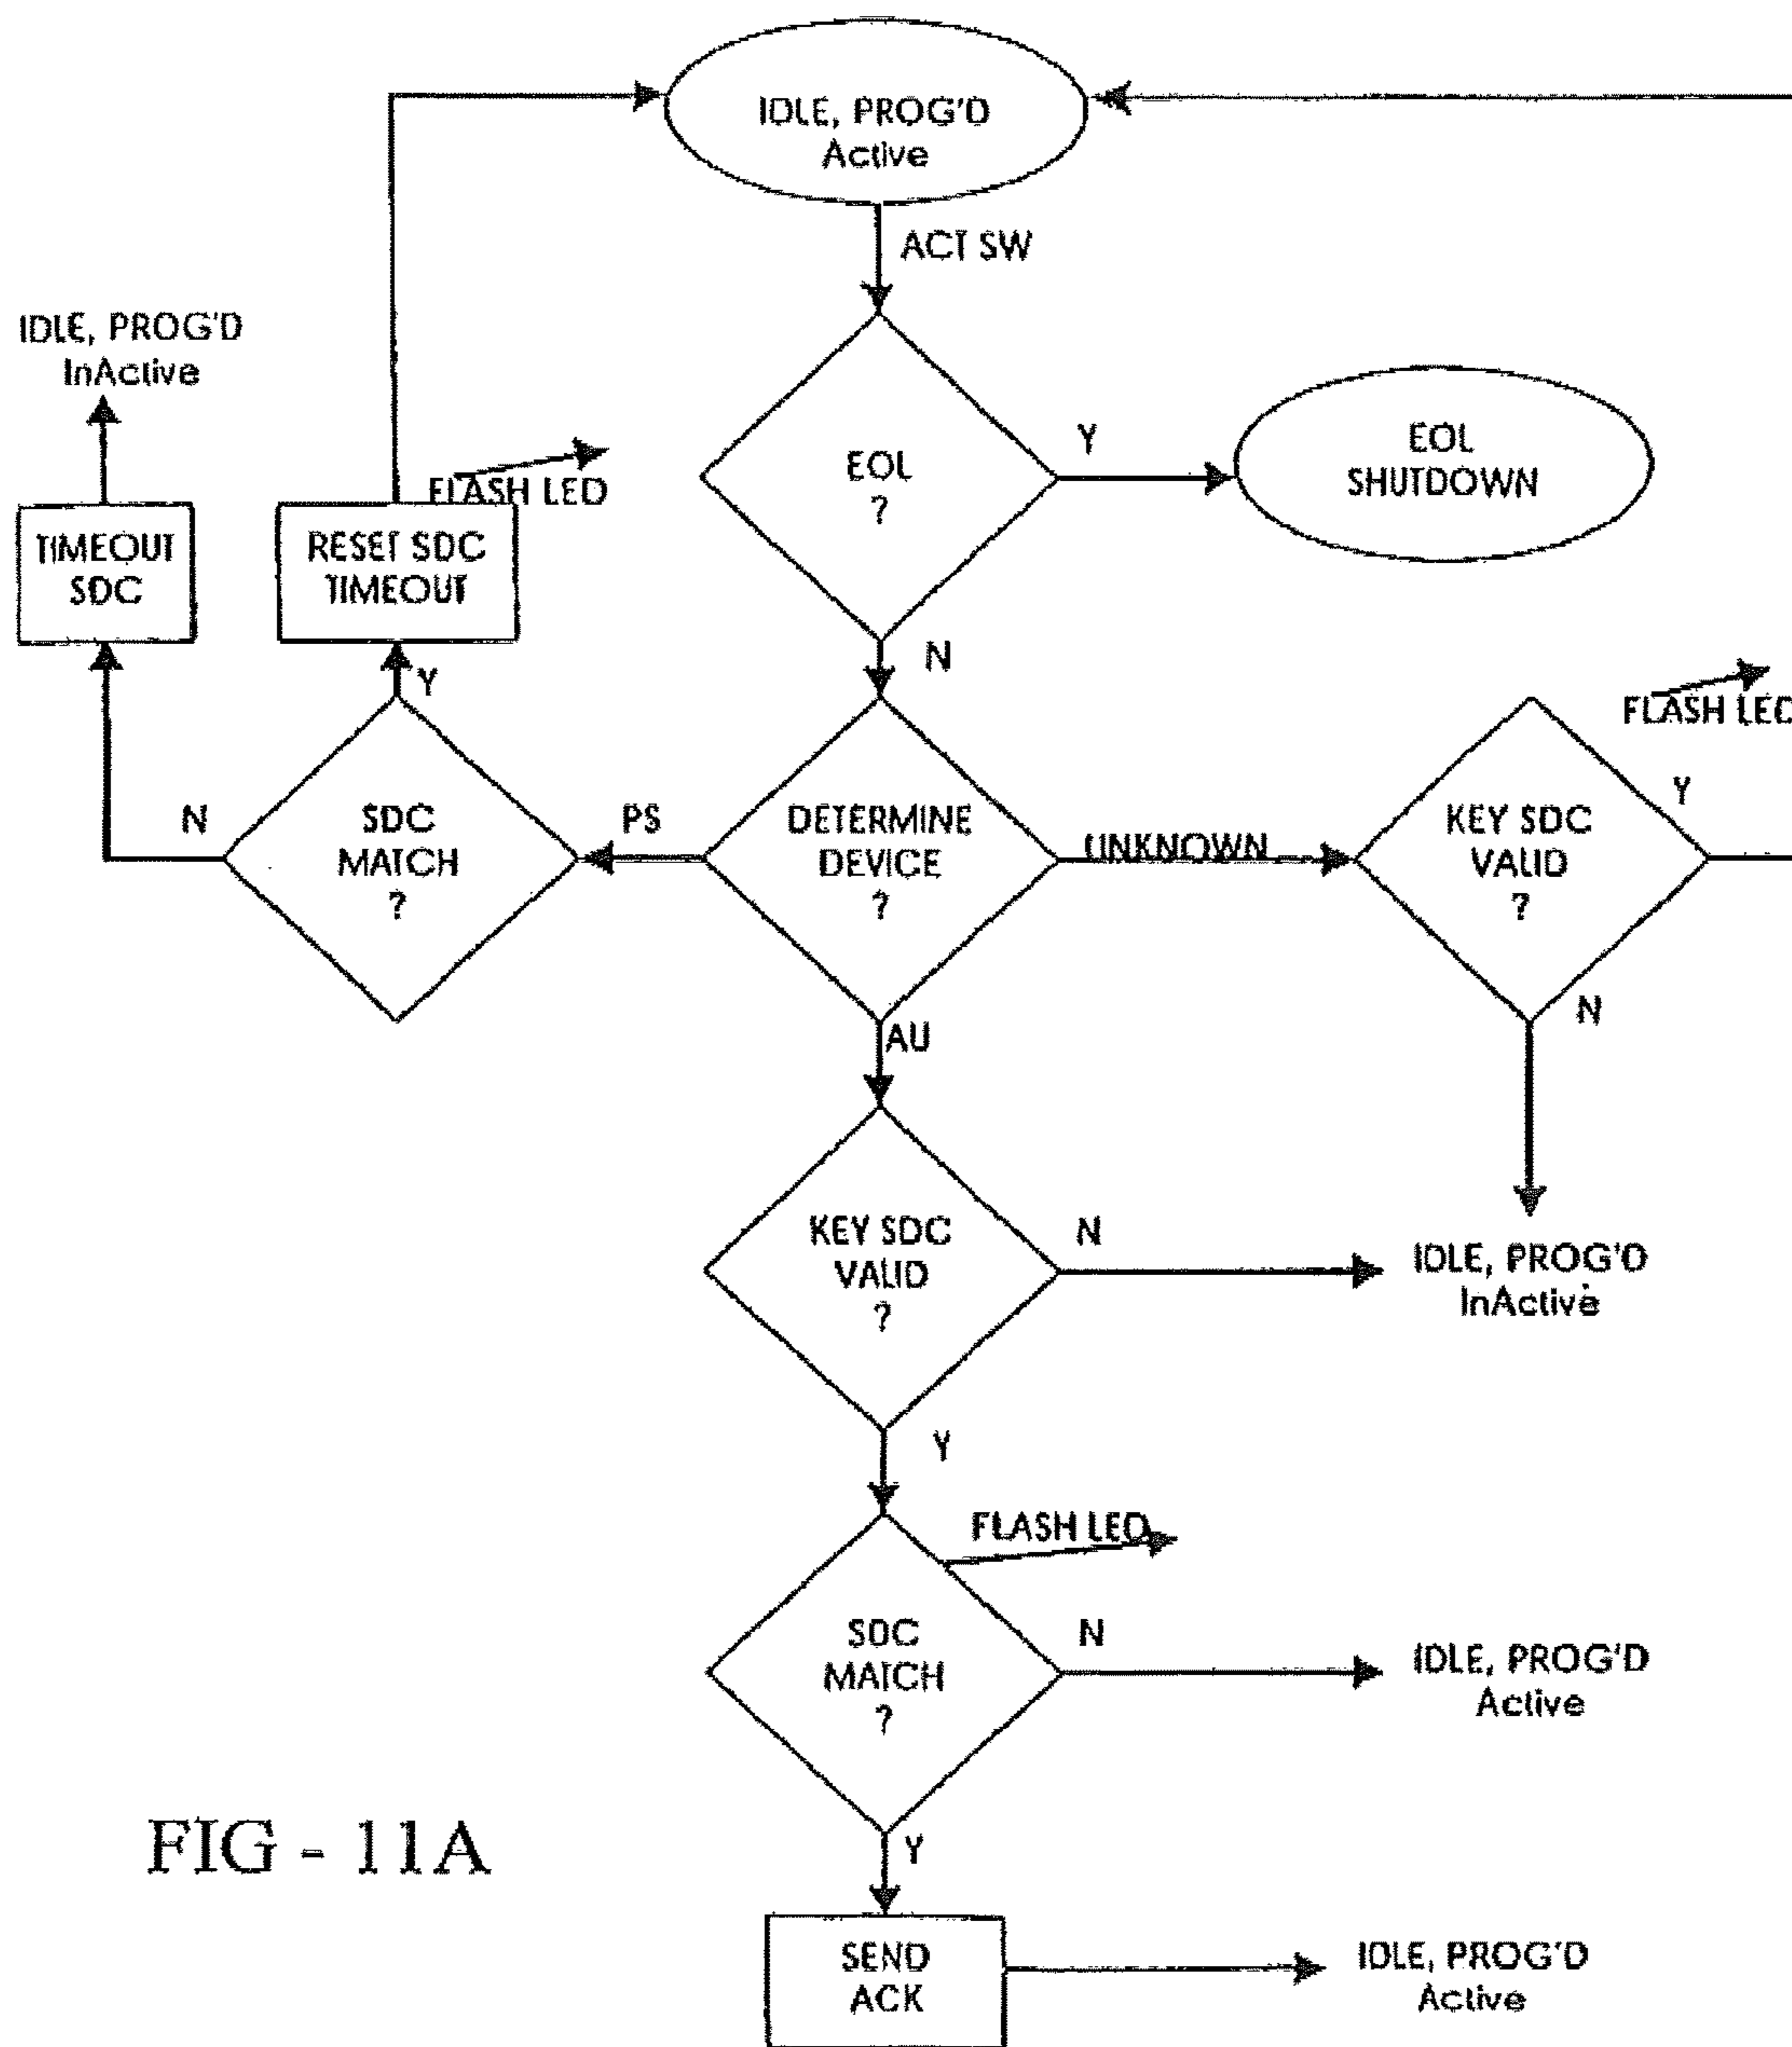 IDLE, PROG'D
Active
ACT SW
IDLE, PROG'D
InActive
EOL
?
Y
EOL
SHUTDOWN
FLASH LED
TIMEOUT
SDC
RESET SDC
TIMEOUT
N
Y
FLASH LED
N
SDC
MATCH
?
PS
DETERMINE
DEVICE
?
UNKNOWN
KEY SDC
VALID
?
Y
N
AU
KEY SDC
VALID
?
N
IDLE, PROG'D
InActive
Y
FLASH LED
SDC
MATCH
?
N
IDLE, PROG'D
Active
Y
FIG - 11A
SEND
ACK
IDLE, PROG'D
Active